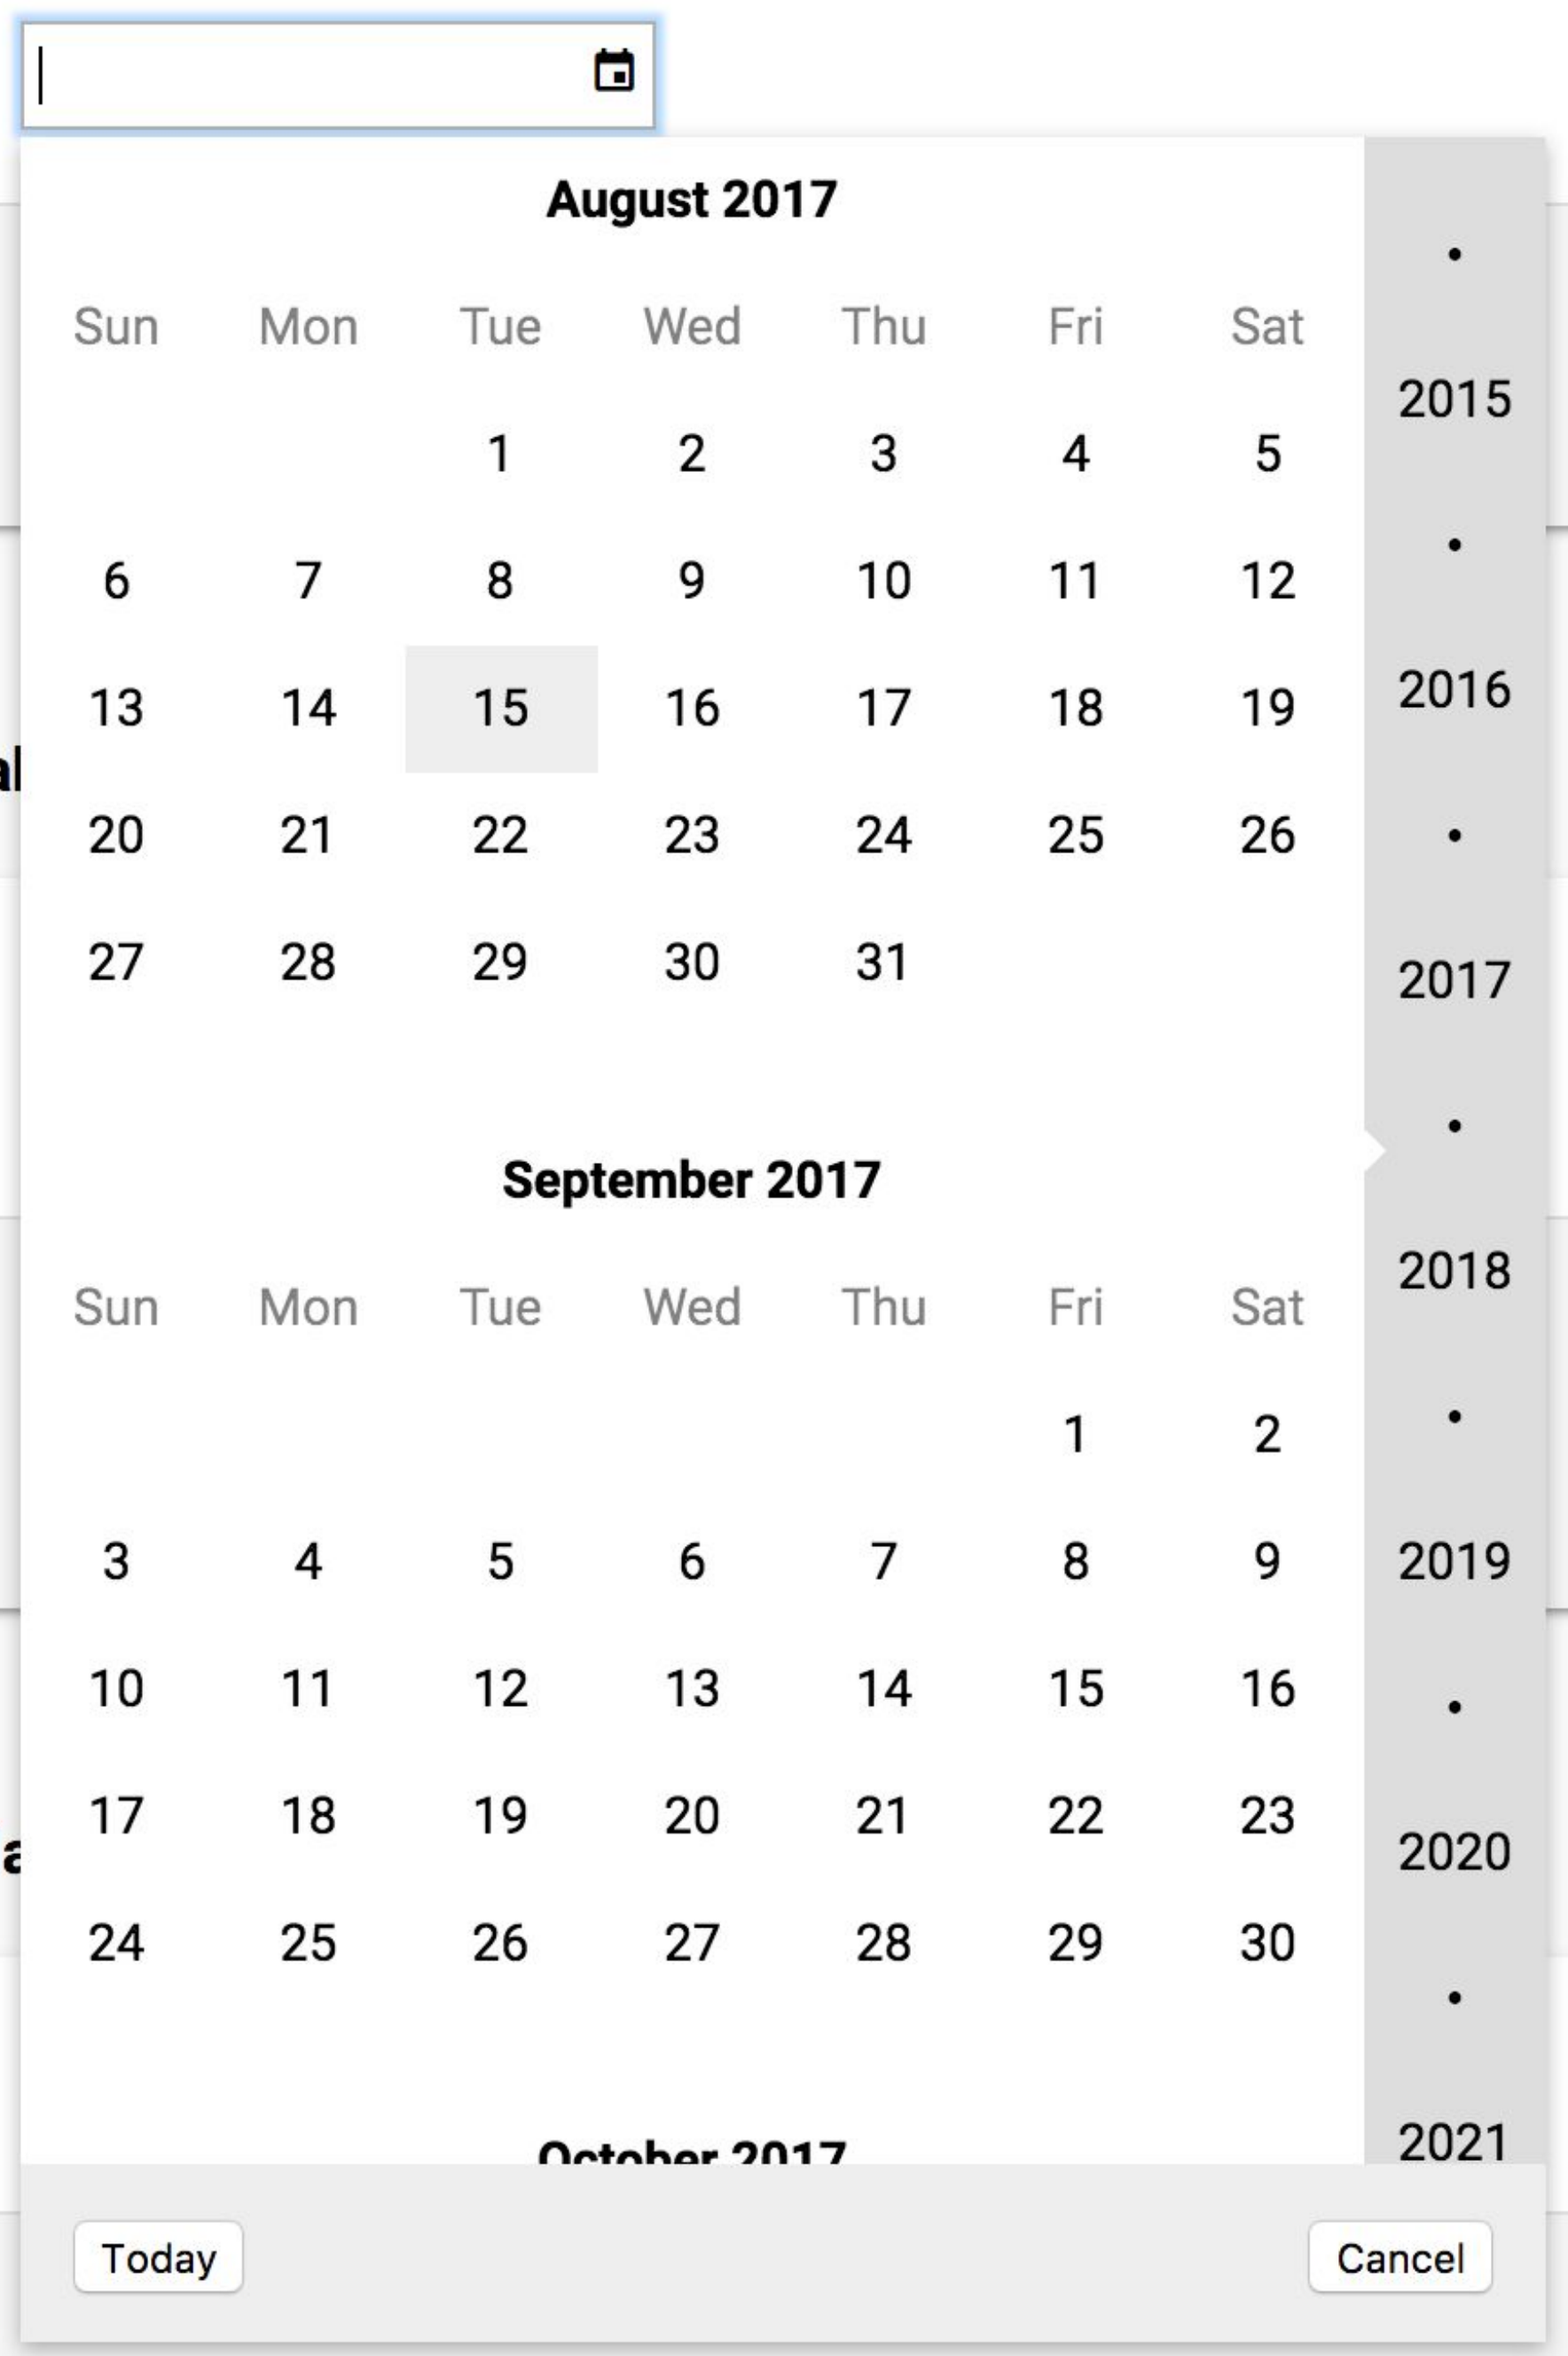 August 2017
Sun Mon Tue Wed Thu Fri Sat
1 2 3 4 5
6 7 8 9 10 11 12
13 14 15 16 17 18 19
20 21 22 23 24 25 26
27 28 29 30 31
September 2017
Sun Mon Tue Wed Thu Fri Sat
1 2
3 4 5 6 7 8 9
10 11 12 13 14 15 16
17 18 19 20 21 22 23
24 25 26 27 28 29 30
October 2017
2015
2016
2017
2018
2019
2020
2021
Today
Cancel